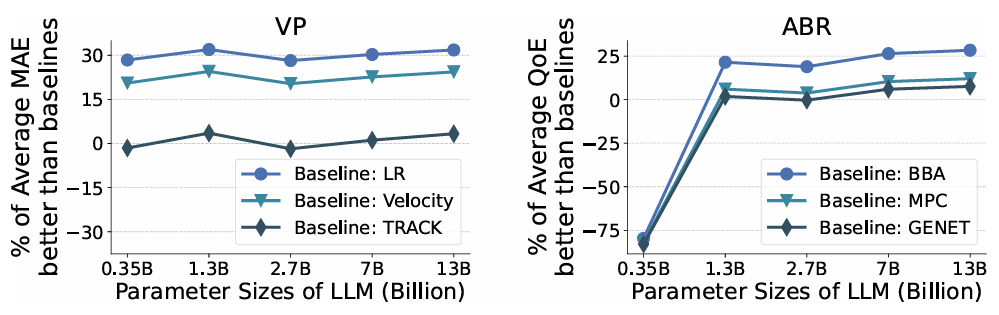 VP
% of Average MAE
better than baselines
30
15
0
−15
−30
Baseline: LR
Baseline: Velocity
Baseline: TRACK
0.35B 1.3B 2.7B 7B 13B
Parameter Sizes of LLM (Billion)
ABR
% of Average QoE
better than baselines
25
0
−25
−50
−75
Baseline: BBA
Baseline: MPC
Baseline: GENET
0.35B 1.3B 2.7B 7B 13B
Parameter Sizes of LLM (Billion)